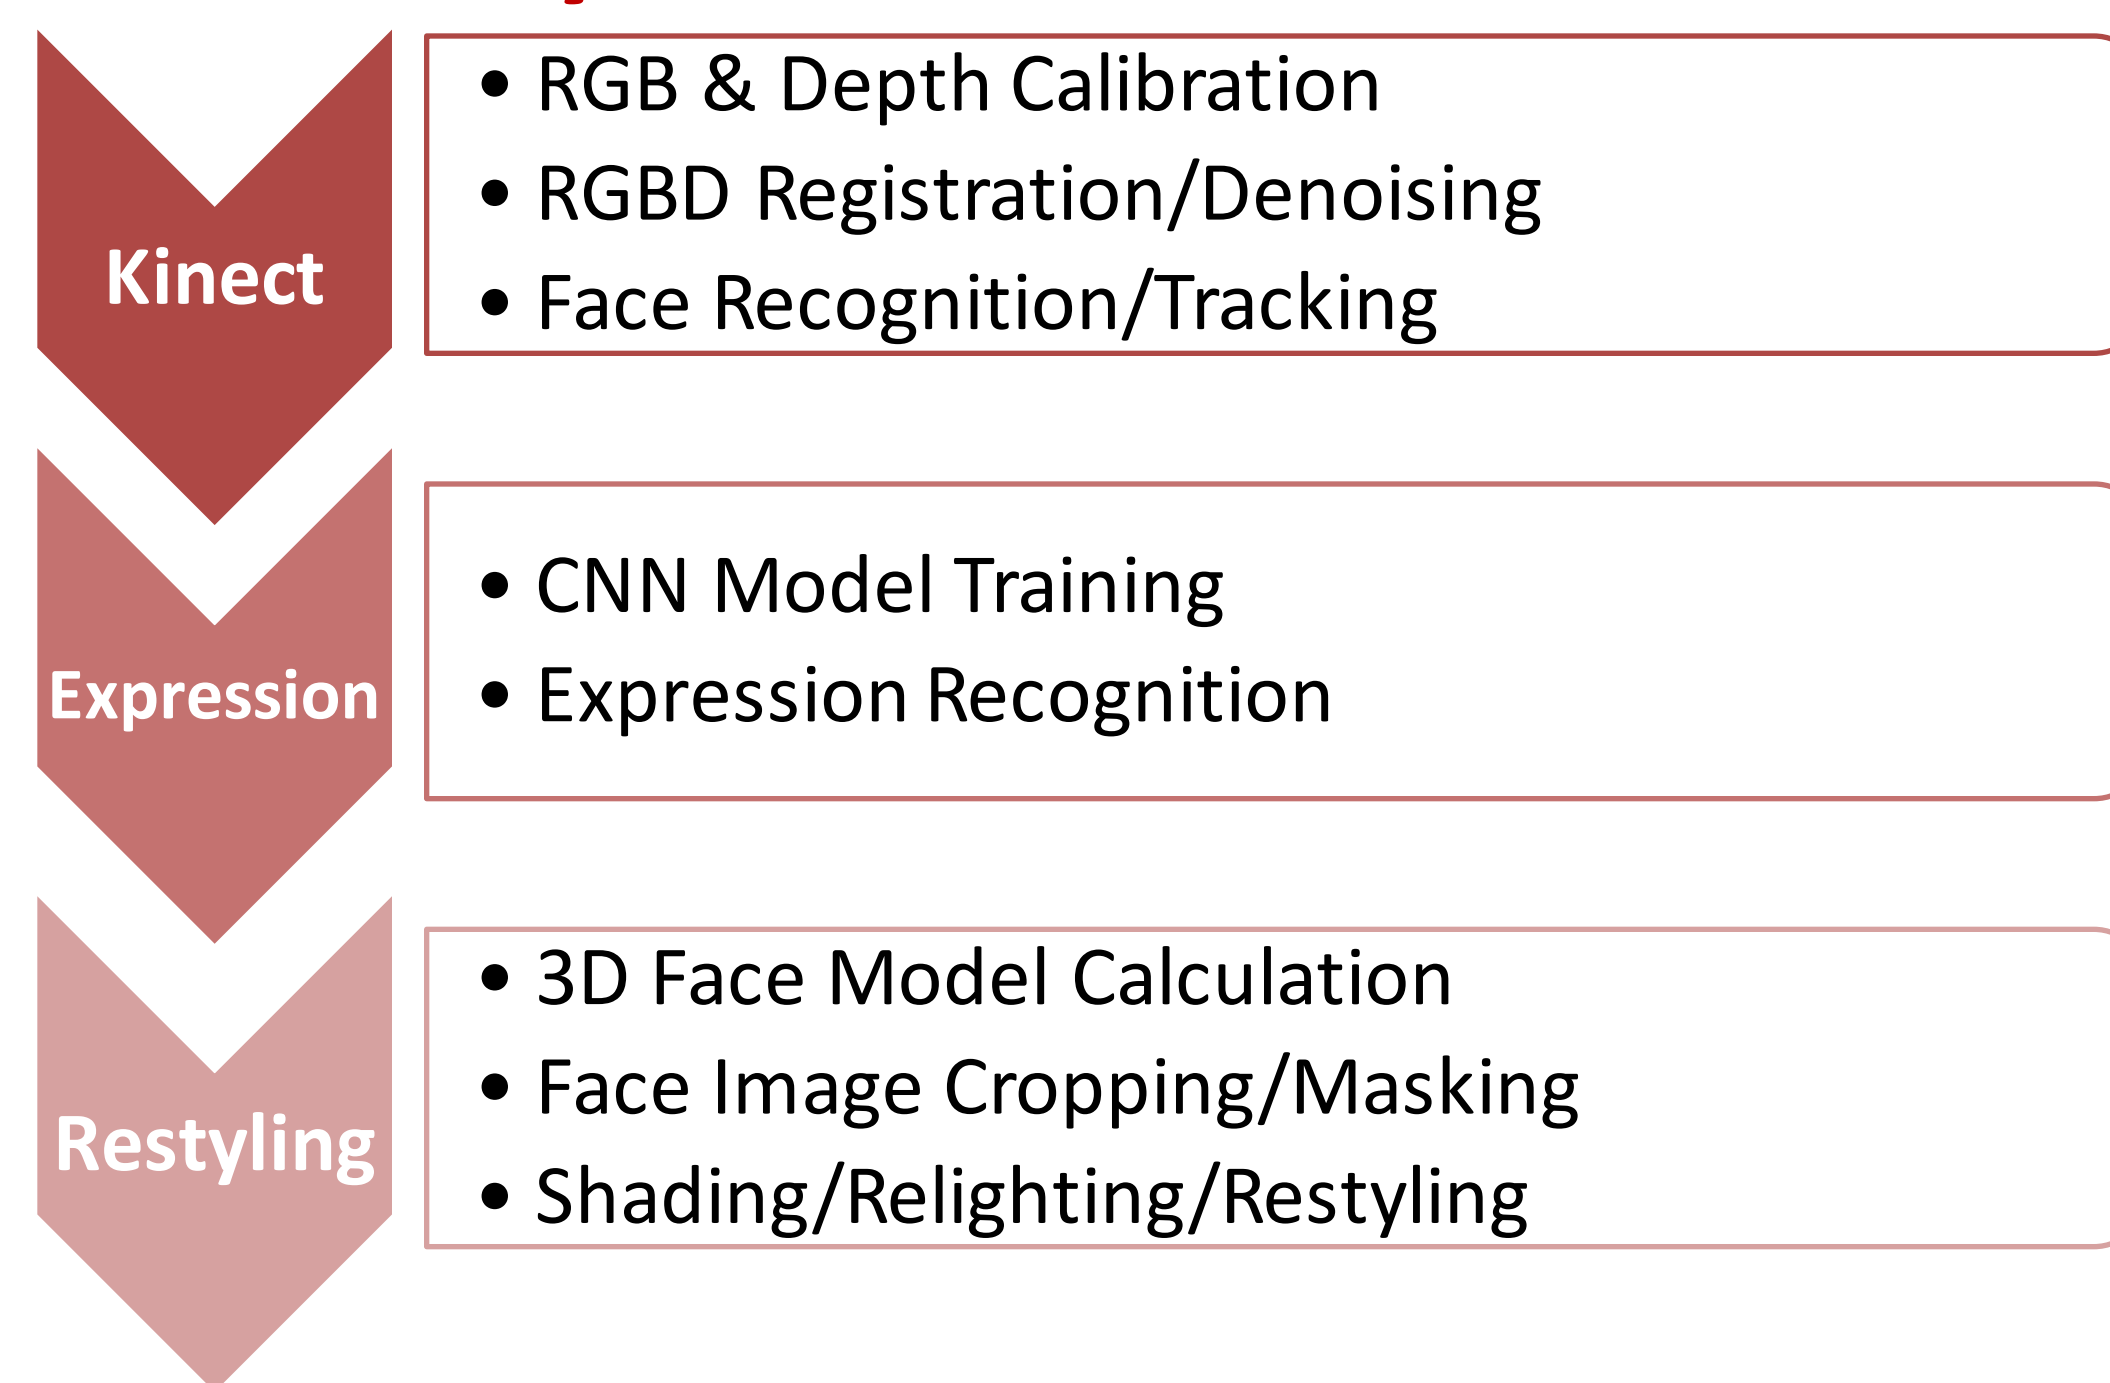 Kinect
• RGB & Depth Calibration
• RGBD Registration/Denoising
• Face Recognition/Tracking
Expression
• CNN Model Training
• Expression Recognition
Restyling
• 3D Face Model Calculation
• Face Image Cropping/Masking
• Shading/Relighting/Restyling